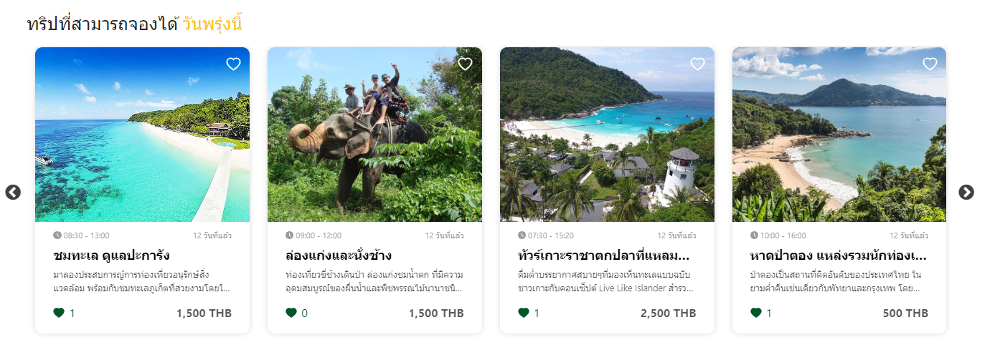 ทริปที่สามารถจองได้ วันพรุ่งนี้
08:30 - 13:00 12 วันที่แล้ว
ชมทะเล ดูแลปะการัง
มาลองประสบการณ์การท่องเที่ยวอนุรักษ์สิ่ง
แวดล้อม พร้อมกับชมทะเลภูเก็ตที่สวยงามโดยใ...
1 1,500 THB
09:00 - 12:00 12 วันที่แล้ว
ล่องแก่งและนั่งช้าง
ท่องเที่ยวขี่ช้างเดินป่า ล่องแก่งชมน้ำตก ที่มีความ
อุดมสมบูรณ์ของผืนน้ำและพืชพรรณไม้นานาชนิ...
0 1,500 THB
07:30 - 15:20 12 วันที่แล้ว
ทัวร์เกาะราชาตกปลาที่แหลม...
ดื่มด่ำบรรยากาศสบายๆที่มองเห็นทะเลแบบฉบับ
ชาวเกาะกับคอนเซ็ปต์ Live Like Islander สำรว...
1 2,500 THB
10:00 - 16:00 12 วันที่แล้ว
หาดป่าตอง แหล่งรวมนักท่องเ...
ป่าตองเป็นสถานที่ติดอันดับของประเทศไทย ใน
ยามค่ำคืนเช่นเดียวกับพัทยาและกรุงเทพ โดย...
1 500 THB